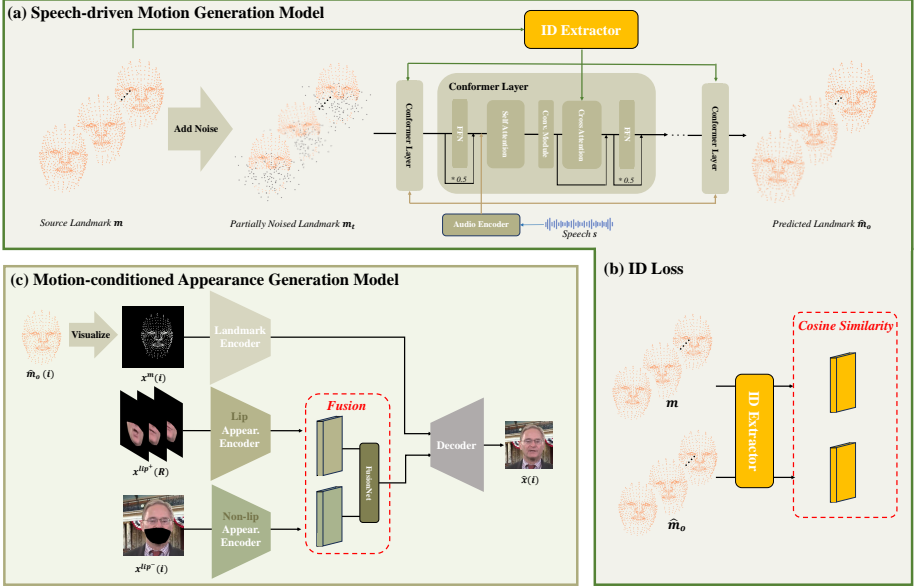 (a) Speech-driven Motion Generation Model
ID Extractor
Add Noise
Conformer Layer
Conformer Layer
FFN
Self Attention
Conv. Module
Cross Attention
FFN
Conformer Layer
* 0.5
* 0.5
Audio Encoder
Speech s
Source Landmark m
Partially Noised Landmark m_t
Predicted Landmark m̂_o
(b) ID Loss
Cosine Similarity
m
ID Extractor
m̂_o
(c) Motion-conditioned Appearance Generation Model
Visualize
m̂_o(i)
x^m(i)
Landmark
Encoder
x^{lip^+}(R)
Lip
Appear.
Encoder
Fusion
FusionNet
Decoder
x̂(i)
x^{lip^-}(i)
Non-lip
Appear.
Encoder